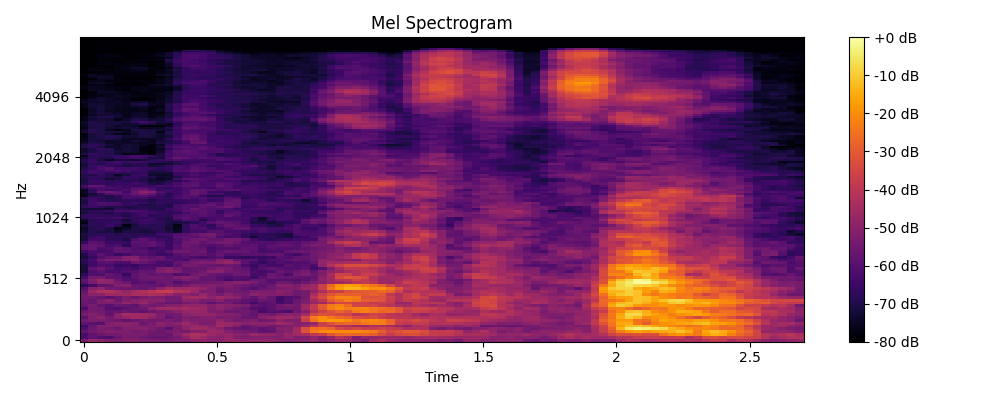 Mel Spectrogram
+0 dB
-10 dB
-20 dB
-30 dB
-40 dB
-50 dB
-60 dB
-70 dB
-80 dB
Hz
4096
2048
1024
512
0
0 0.5 1 1.5 2 2.5
Time